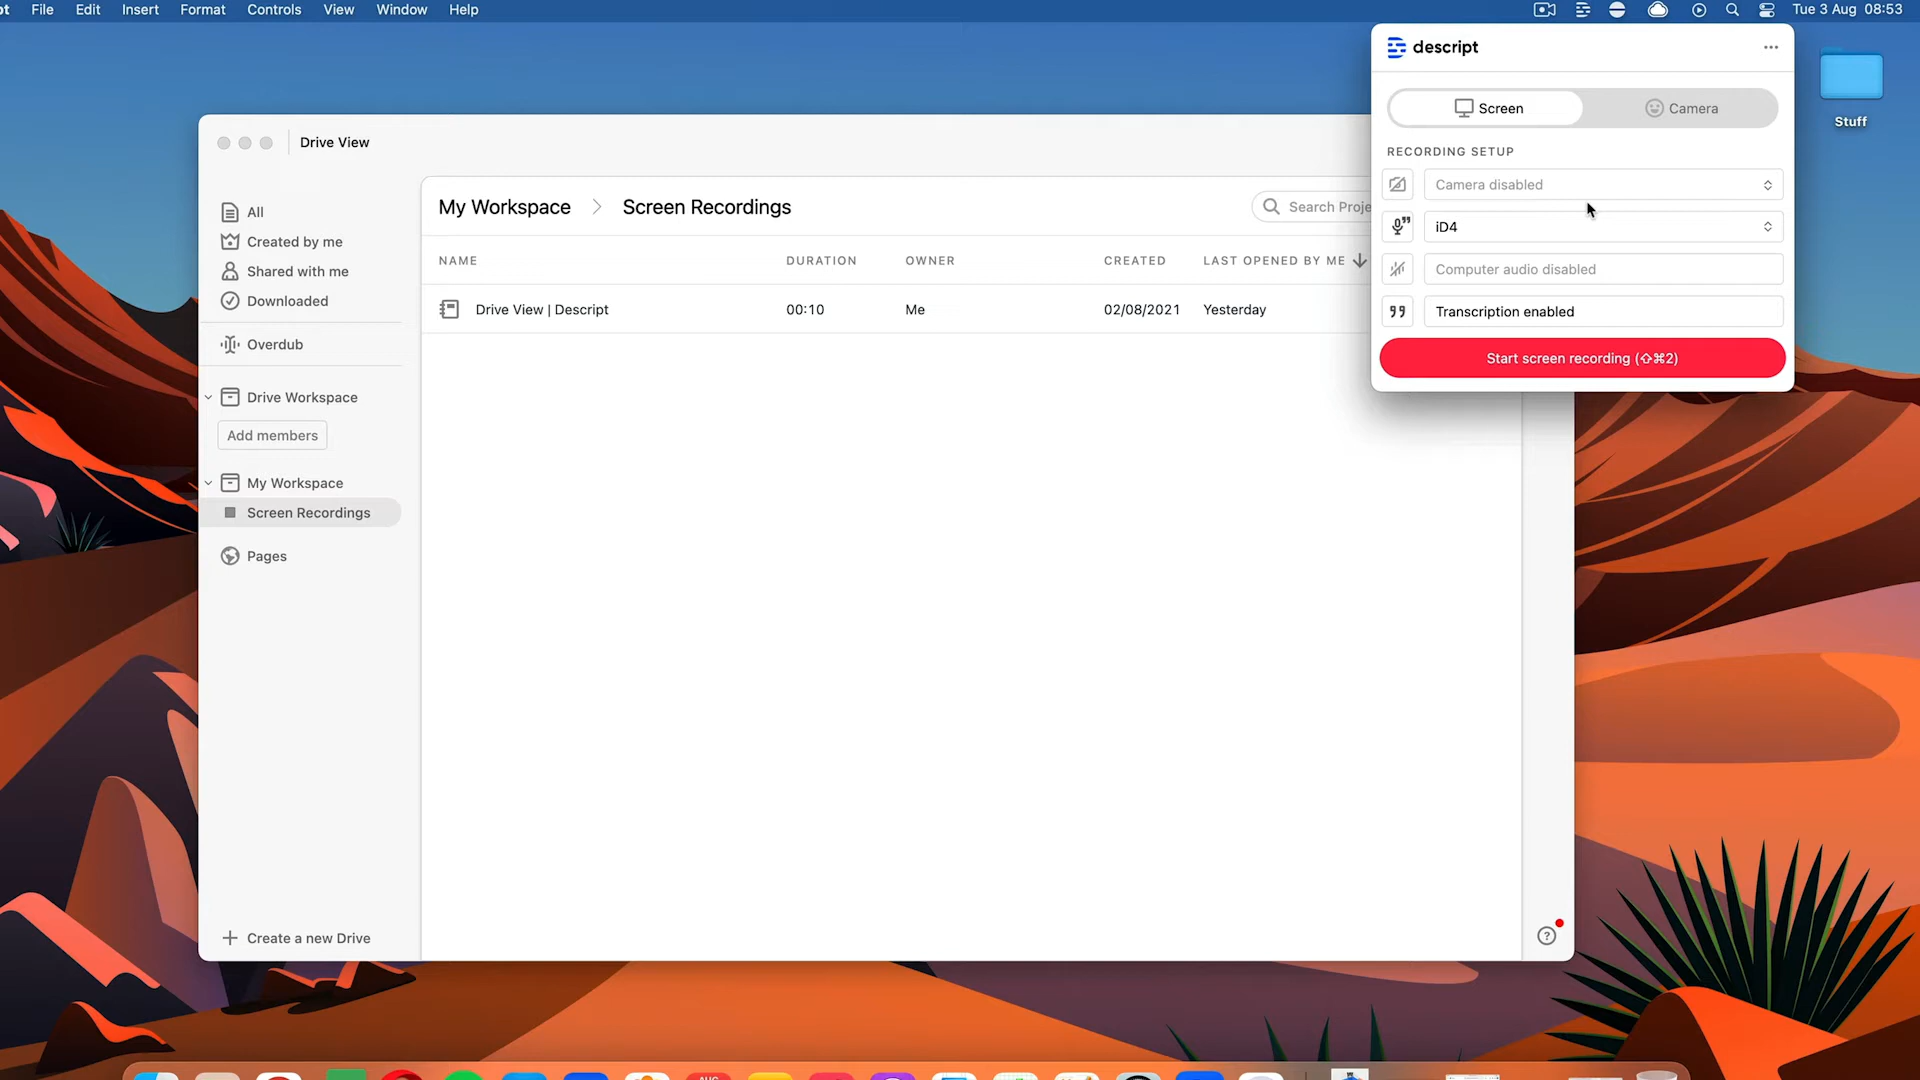 pt File Edit Insert Format Controls View Window Help Tue 3 Aug 08:53
descript
Stuff
Screen Camera
RECORDING SETUP
Camera disabled
iD4
Computer audio disabled
Transcription enabled
Start screen recording (⇧⌘2)
Drive View
All
Created by me
Shared with me
Downloaded
Overdub
Drive Workspace
Add members
My Workspace
Screen Recordings
Pages
Create a new Drive
My Workspace > Screen Recordings
Search Proje
NAME DURATION OWNER CREATED LAST OPENED BY ME
Drive View | Descript 00:10 Me 02/08/2021 Yesterday
AUG